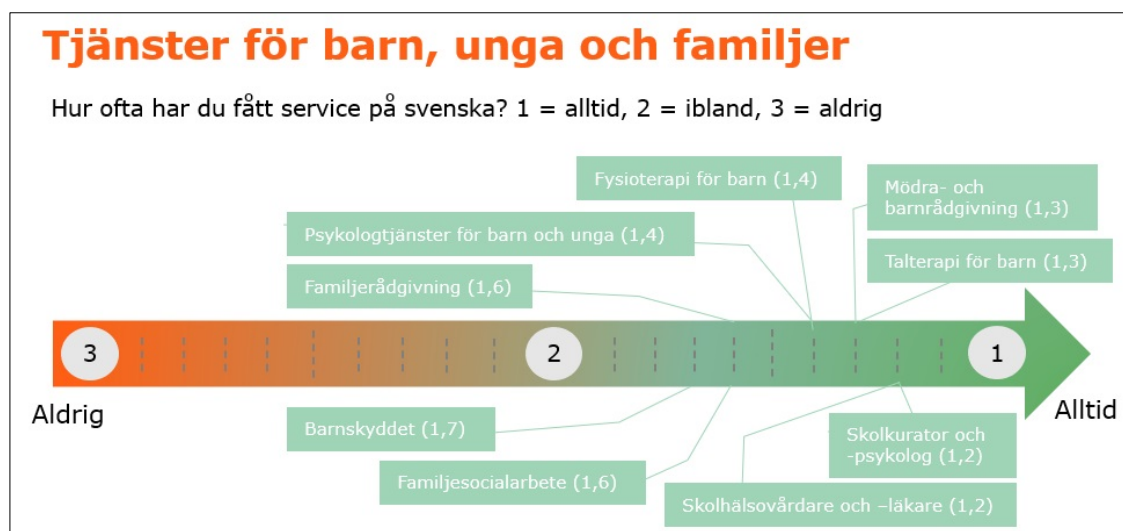 Tjänster för barn, unga och familjer
Hur ofta har du fått service på svenska? 1 = alltid, 2 = ibland, 3 = aldrig
Fysioterapi för barn (1,4)
Mödra- och
barnrådgivning (1,3)
Psykologtjänster för barn och unga (1,4)
Talterapi för barn (1,3)
Familjerådgivning (1,6)
3
2
1
Aldrig
Alltid
Barnskyddet (1,7)
Skolkurator och
-psykolog (1,2)
Familjesocialarbete (1,6)
Skolhälsovårdare och –läkare (1,2)